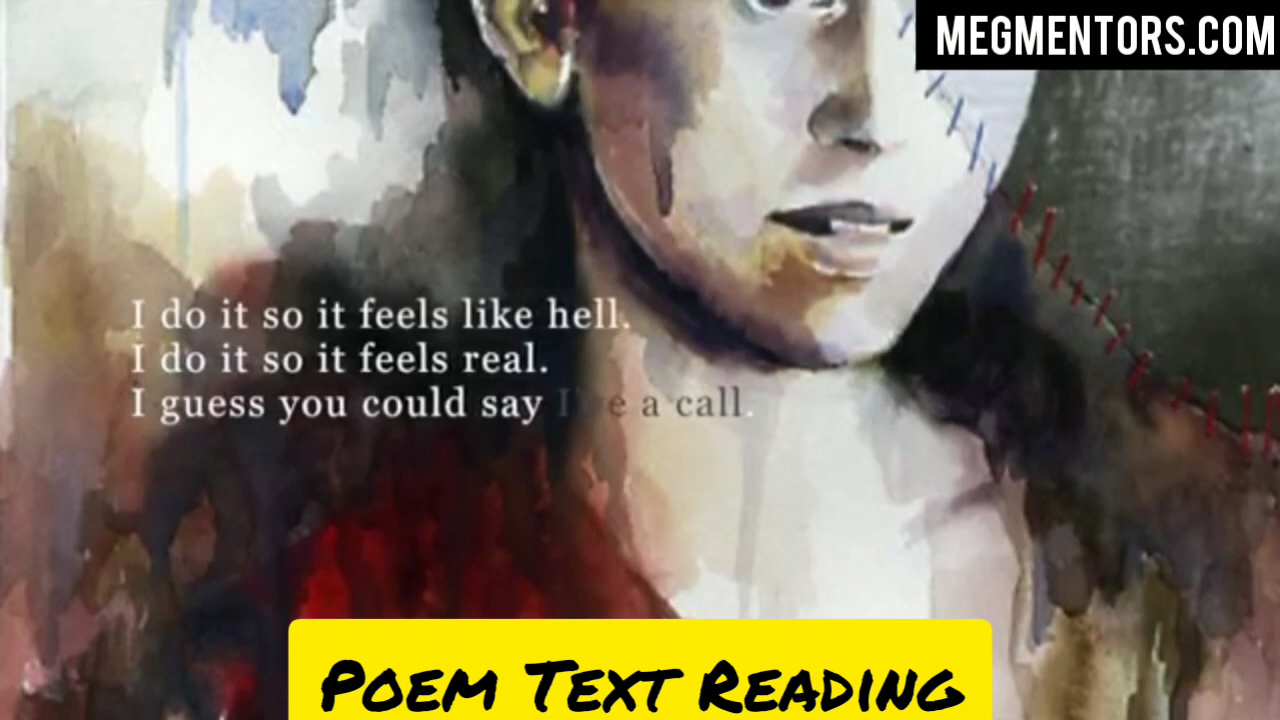 MEGMENTORS.COM
I do it so it feels like hell.
I do it so it feels real.
I guess you could say I've a call.
POEM TEXT READING